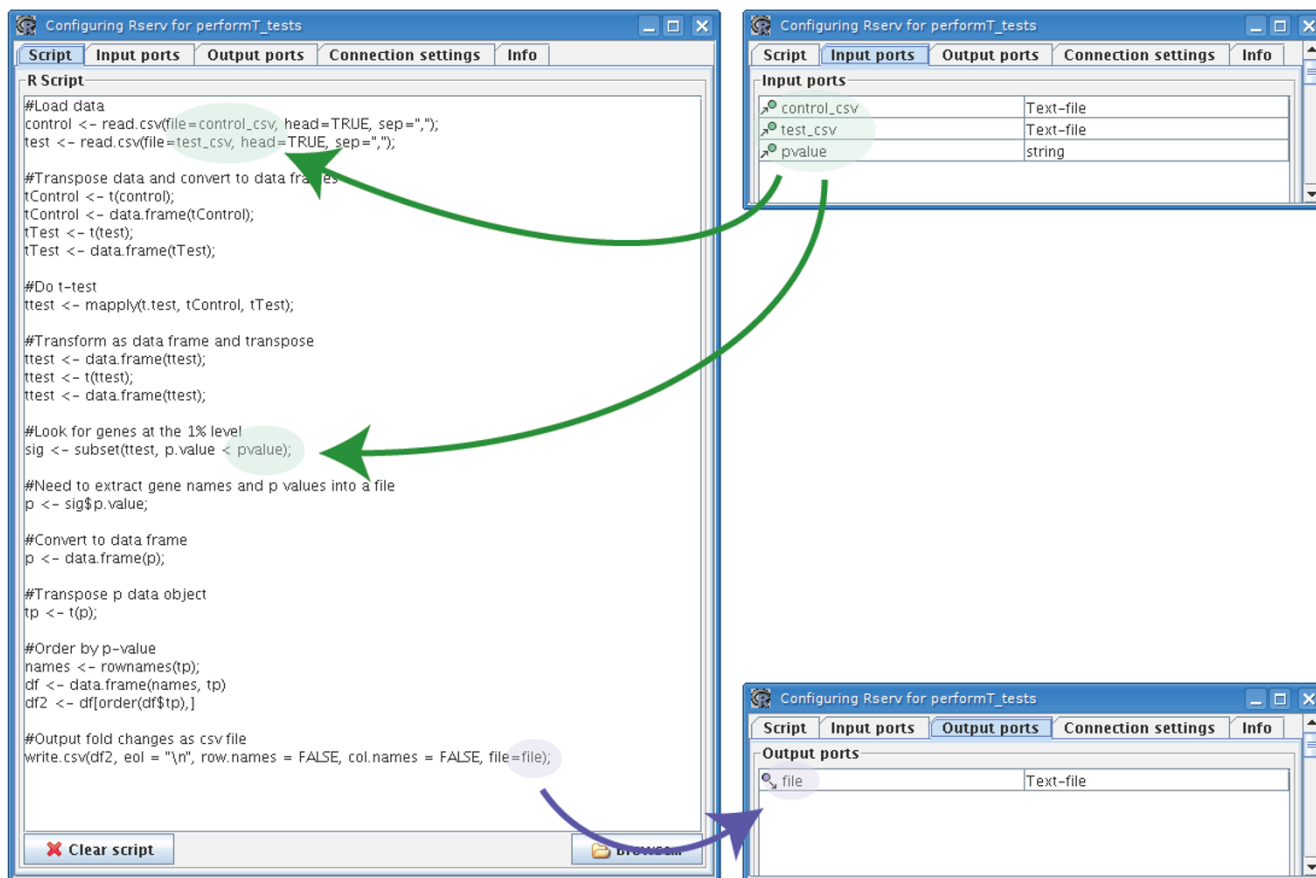 Configuring Rserv for performT_tests
Script Input ports Output ports Connection settings Info
R Script
#Load data
control <- read.csv(file=control_csv, head=TRUE, sep=",");
test <- read.csv(file=test_csv, head=TRUE, sep=",");
#Transpose data and convert to data frames
tControl <- t(control);
tControl <- data.frame(tControl);
tTest <- t(test);
tTest <- data.frame(tTest);
#Do t-test
ttest <- mapply(t.test, tControl, tTest);
#Transform as data frame and transpose
ttest <- data.frame(ttest);
ttest <- t(ttest);
ttest <- data.frame(ttest);
#Look for genes at the 1% level
sig <- subset(ttest, p.value < pvalue);
#Need to extract gene names and p values into a file
p <- sig$p.value;
#Convert to data frame
p <- data.frame(p);
#Transpose p data object
tp <- t(p);
#Order by p-value
names <- rownames(tp);
df <- data.frame(names, tp)
df2 <- df[order(df$tp),]
#Output fold changes as csv file
write.csv(df2, eol = "\n", row.names = FALSE, col.names = FALSE, file=file);
Clear script
Browse...
Configuring Rserv for performT_tests
Script Input ports Output ports Connection settings Info
Input ports
control_csv Text-file
test_csv Text-file
pvalue string
Configuring Rserv for performT_tests
Script Input ports Output ports Connection settings Info
Output ports
file Text-file